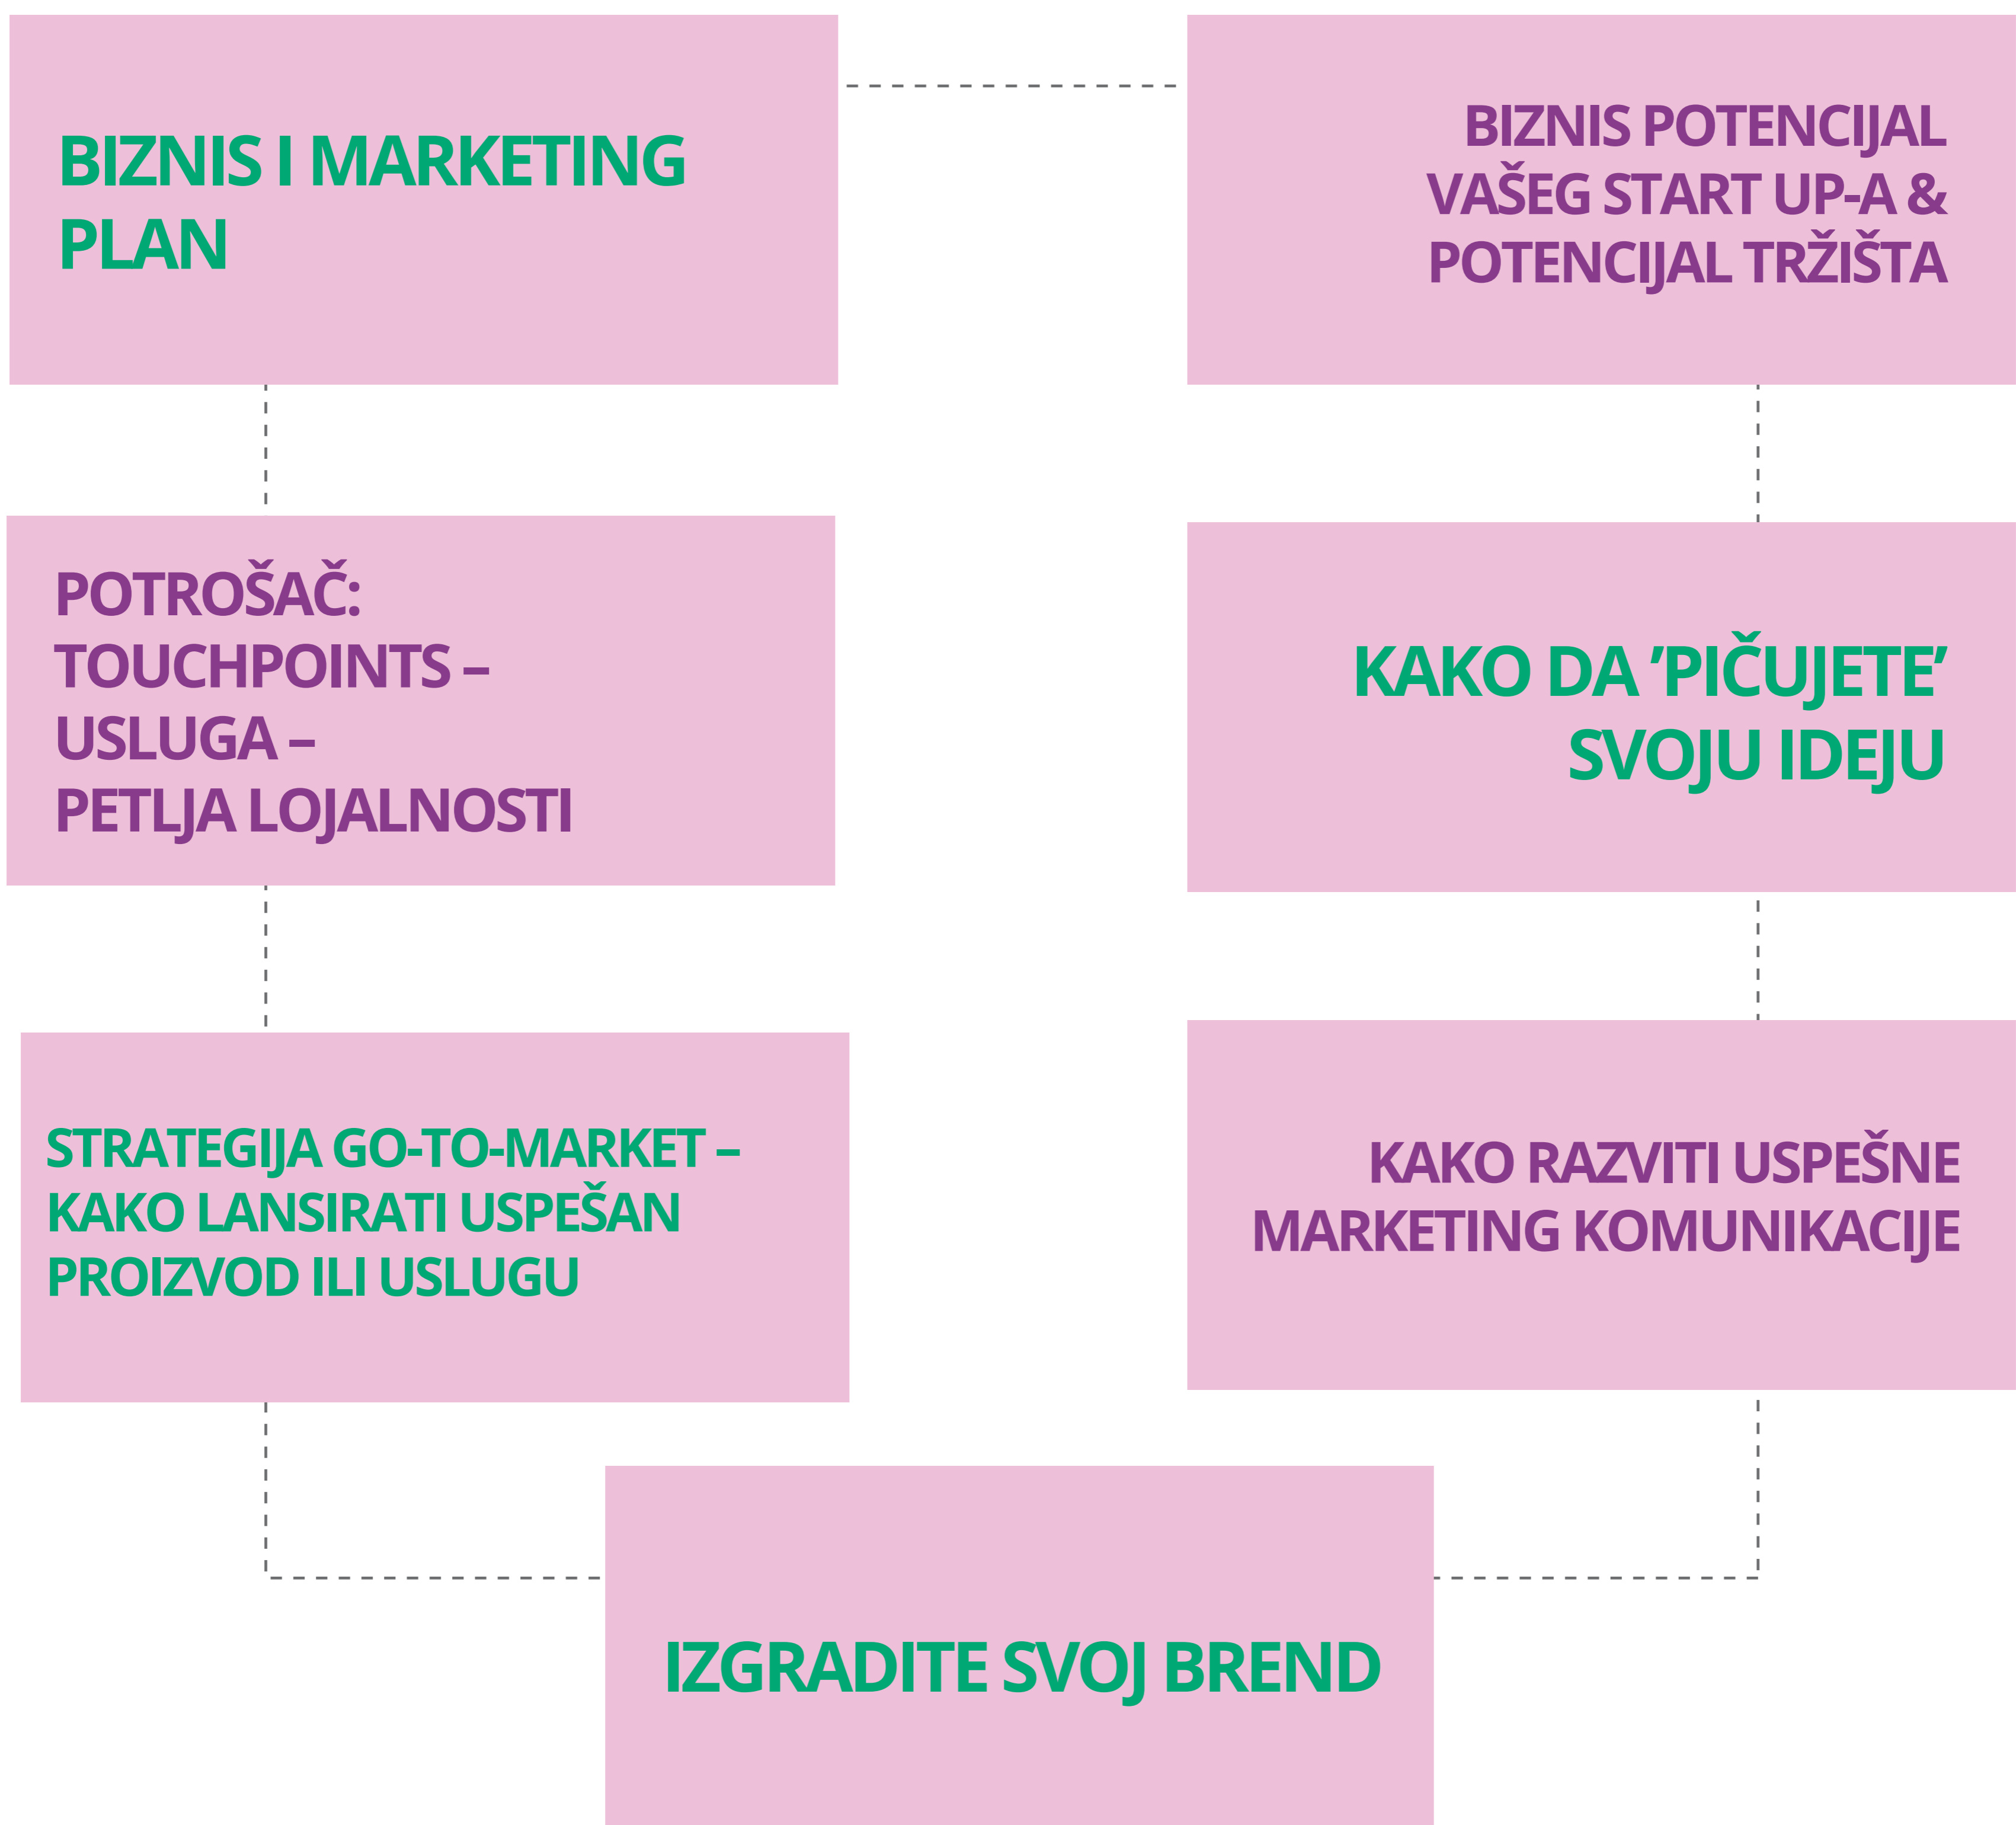 BIZNIS I MARKETING
PLAN
BIZNIS POTENCIJAL
VAŠEG START UP-A &
POTENCIJAL TRŽIŠTA
POTROŠAČ:
TOUCHPOINTS –
USLUGA –
PETLJA LOJALNOSTI
KAKO DA ‘PIČUJETE’
SVOJU IDEJU
STRATEGIJA GO-TO-MARKET –
KAKO LANSIRATI USPEŠAN
PROIZVOD ILI USLUGU
KAKO RAZVITI USPEŠNE
MARKETING KOMUNIKACIJE
IZGRADITE SVOJ BREND